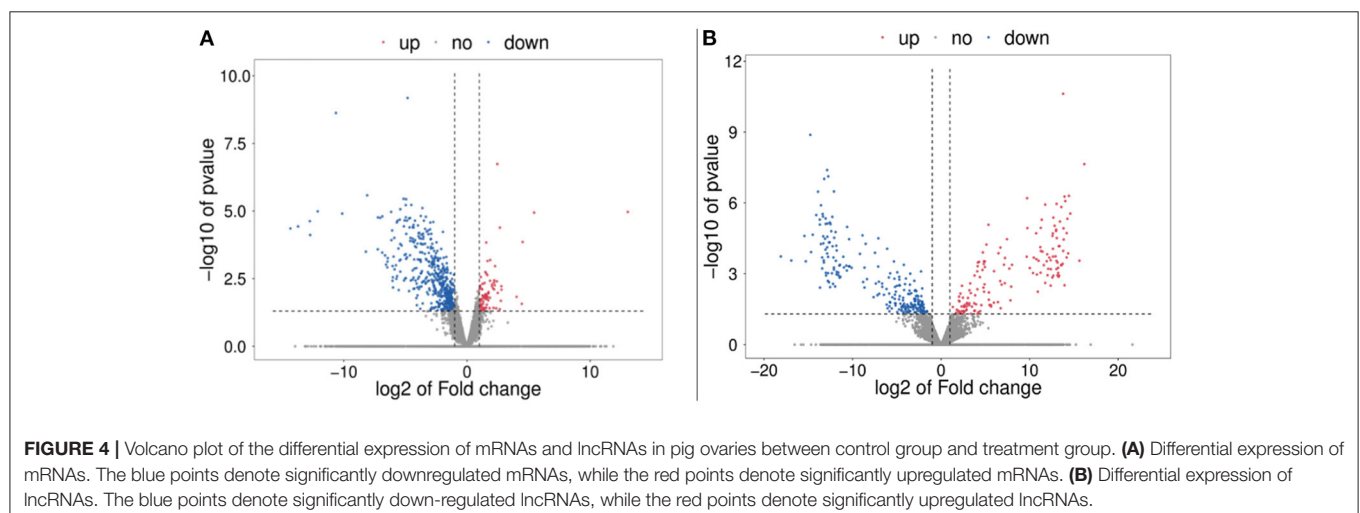 A
• up • no • down
10.0
7.5
5.0
2.5
0.0
−log10 of pvalue
−10
0
10
log2 of Fold change
B
• up • no • down
12
9
6
3
0
−log10 of pvalue
−20
−10
0
10
20
log2 of Fold change
FIGURE 4 | Volcano plot of the differential expression of mRNAs and lncRNAs in pig ovaries between control group and treatment group. (A) Differential expression of
mRNAs. The blue points denote significantly downregulated mRNAs, while the red points denote significantly upregulated mRNAs. (B) Differential expression of
lncRNAs. The blue points denote significantly down-regulated lncRNAs, while the red points denote significantly upregulated lncRNAs.